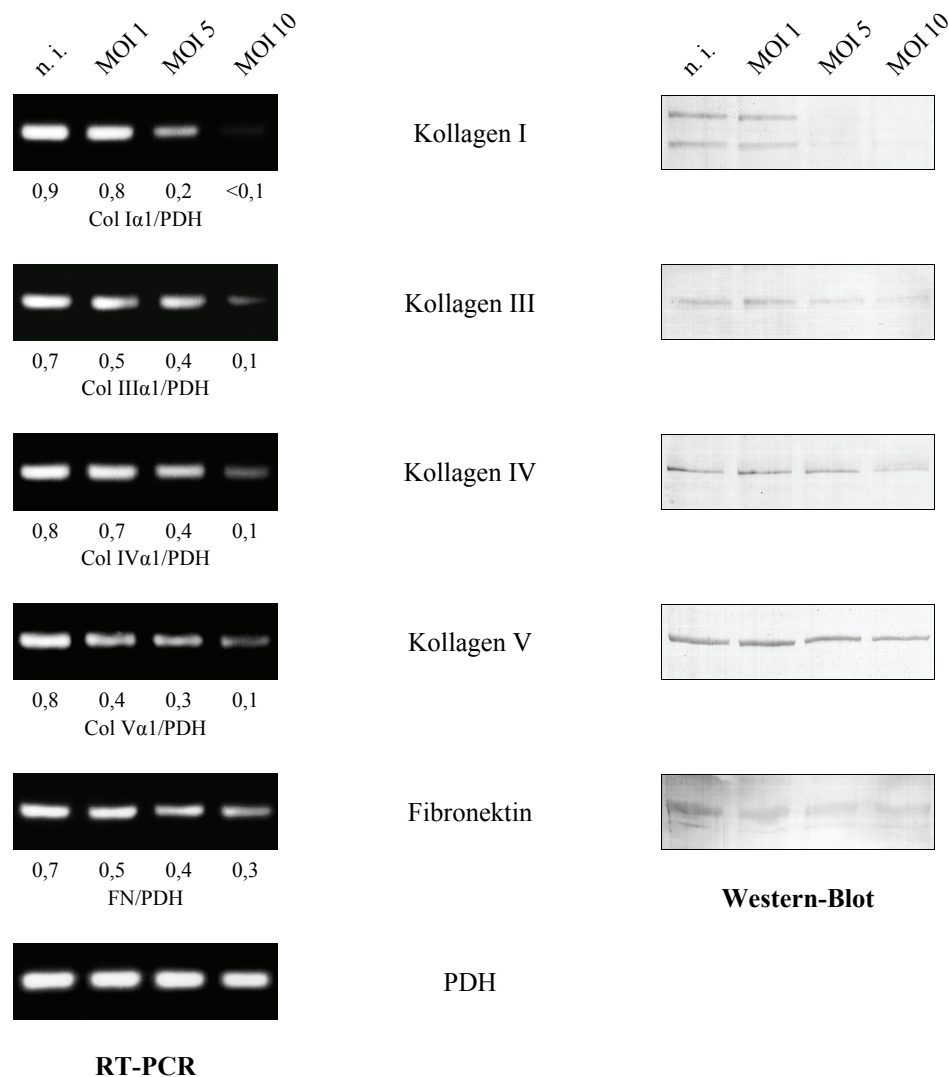 n. i. MOI 1 MOI 5 MOI 10 n. i. MOI 1 MOI 5 MOI 10
Kollagen I
0,9 0,8 0,2 <0,1
Col Iα1/PDH
Kollagen III
0,7 0,5 0,4 0,1
Col IIIα1/PDH
Kollagen IV
0,8 0,7 0,4 0,1
Col IVα1/PDH
Kollagen V
0,8 0,4 0,3 0,1
Col Vα1/PDH
Fibronektin
0,7 0,5 0,4 0,3
FN/PDH
Western-Blot
PDH
RT-PCR